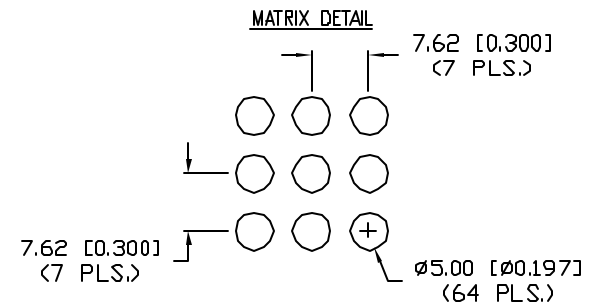 MATRIX DETAIL
7.62 [0.300]
(7 PLS.)
7.62 [0.300]
(7 PLS.)
Ø5.00 [Ø0.197]
(64 PLS.)